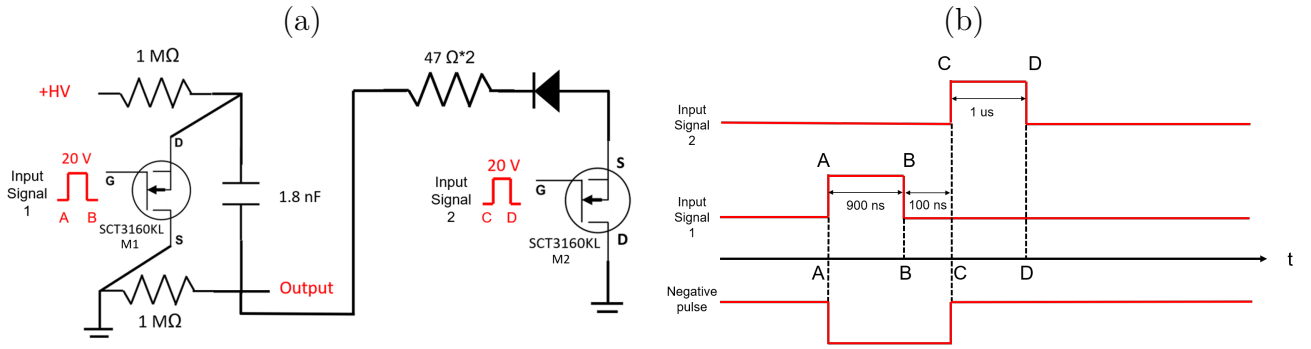 (a)
1 MΩ
+HV
D
20 V
G
Input
Signal
1
A B
SCT3160KL
M1
S
1.8 nF
Output
1 MΩ
47 Ω*2
S
20 V
G
Input
Signal
2
C D
D
SCT3160KL
M2
(b)
C D
Input
Signal
2
1 us
A B
Input
Signal
1
900 ns
100 ns
t
A B C D
Negative
pulse